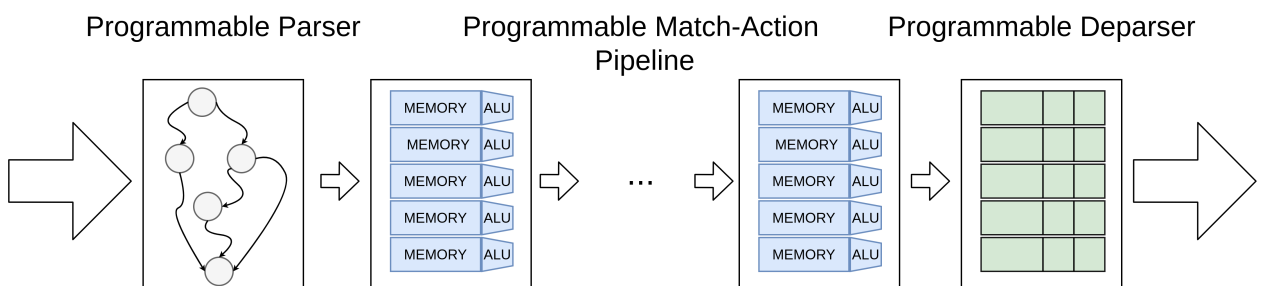 Programmable Parser
Programmable Match-Action
Pipeline
Programmable Deparser
MEMORY ALU
MEMORY ALU
MEMORY ALU
MEMORY ALU
MEMORY ALU
...
MEMORY ALU
MEMORY ALU
MEMORY ALU
MEMORY ALU
MEMORY ALU